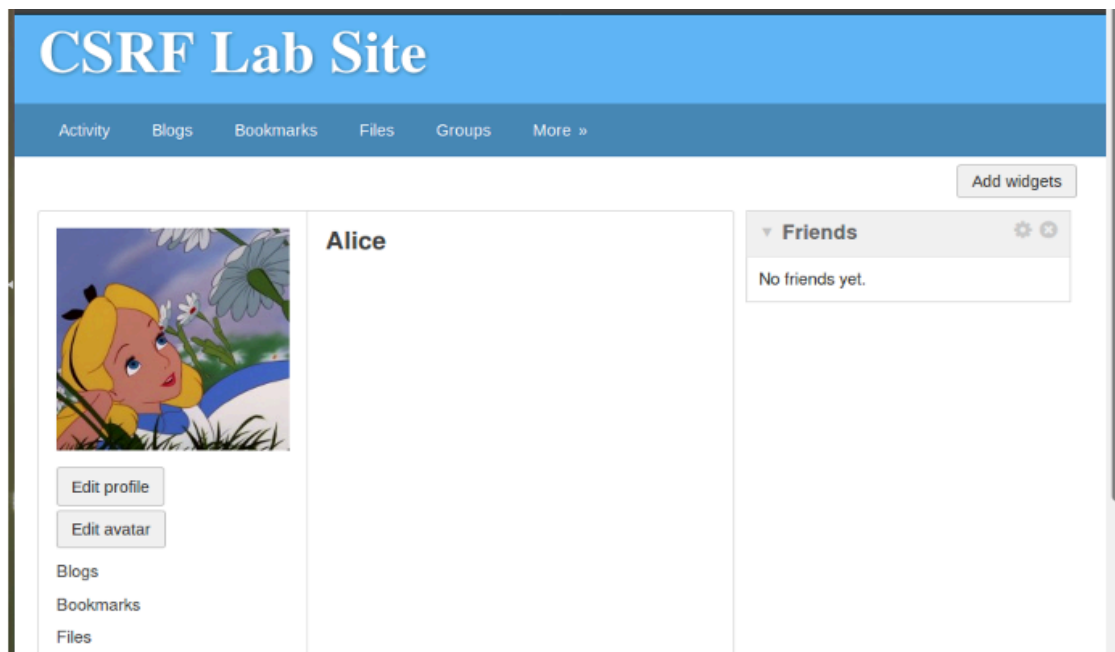 CSRF Lab Site
Activity Blogs Bookmarks Files Groups More »
Add widgets
Alice
Friends
No friends yet.
Edit profile
Edit avatar
Blogs
Bookmarks
Files